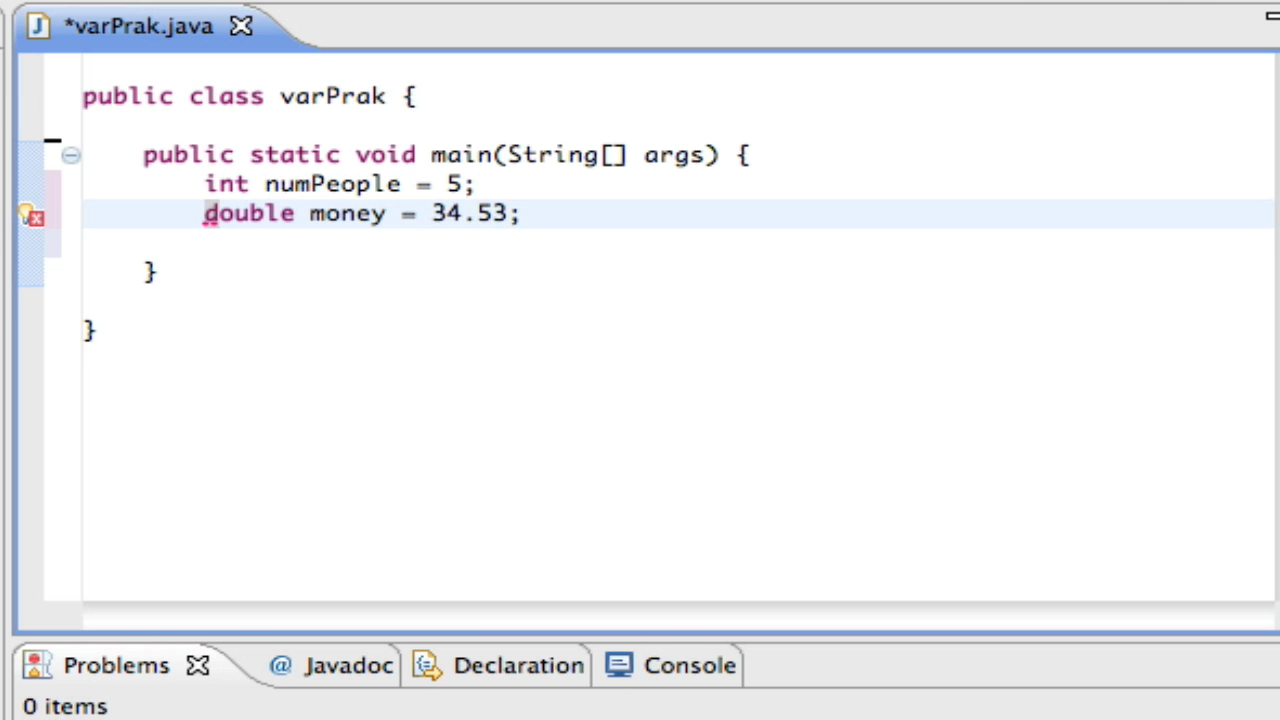 *varPrak.java
public class varPrak {
public static void main(String[] args) {
int numPeople = 5;
double money = 34.53;
}
}
Problems @ Javadoc Declaration Console
0 items